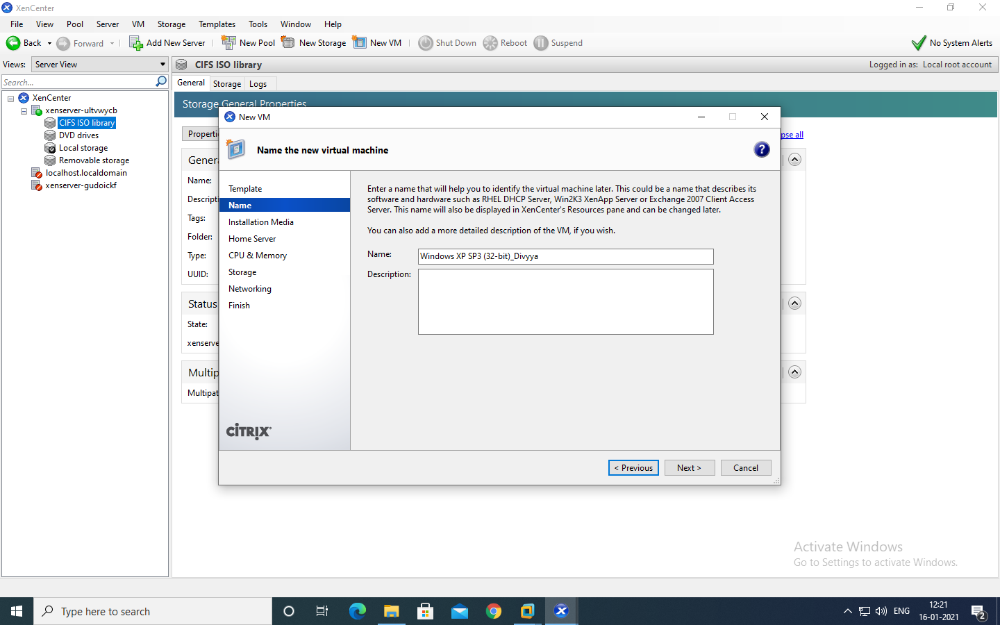 XenCenter
File View Pool Server VM Storage Templates Tools Window Help
Back Forward Add New Server New Pool New Storage New VM Shut Down Reboot Suspend No System Alerts
Views: Server View
CIFS ISO library
Logged in as: Local root account
Search...
General Storage Logs
XenCenter
xenserver-ultvwycb
CIFS ISO library
DVD drives
Local storage
Removable storage
localhost.localdomain
xenserver-gudoickf
Storage General Properties
Properti
pse all
Genera
Name:
Descripti
Tags:
Folder:
Type:
UUID:
Status
State:
xenserve
Multip
Multipat
New VM
Name the new virtual machine
?
Template
Name
Installation Media
Home Server
CPU & Memory
Storage
Networking
Finish
CITRIX
Enter a name that will help you to identify the virtual machine later. This could be a name that describes its
software and hardware such as RHEL DHCP Server, Win2K3 XenApp Server or Exchange 2007 Client Access
Server. This name will also be displayed in XenCenter's Resources pane and can be changed later.
You can also add a more detailed description of the VM, if you wish.
Name: Windows XP SP3 (32-bit)_Divyya
Description:
< Previous Next > Cancel
Activate Windows
Go to Settings to activate Windows.
Type here to search
ENG
12:21
16-01-2021
2